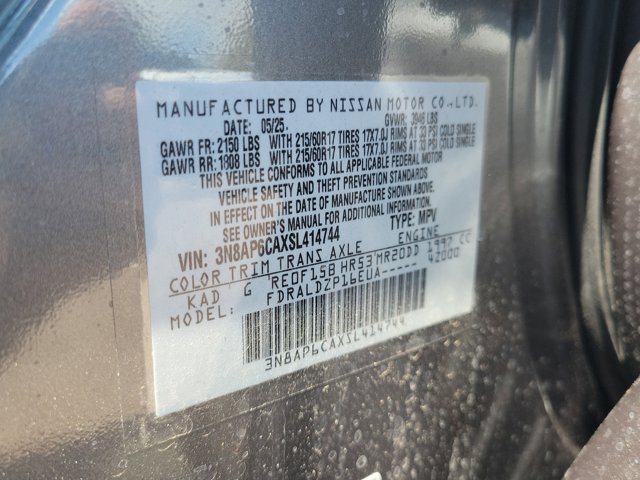 MANUFACTURED BY NISSAN MOTOR CO.,LTD.
DATE: 05/25. GVWR: 3946 LBS
GAWR FR: 2150 LBS WITH 215/60R17 TIRES 17X7.0J RIMS AT 33 PSI COLD SINGLE
GAWR RR: 1808 LBS WITH 215/60R17 TIRES 17X7.0J RIMS AT 33 PSI COLD SINGLE
THIS VEHICLE CONFORMS TO ALL APPLICABLE FEDERAL MOTOR
VEHICLE SAFETY AND THEFT PREVENTION STANDARDS
IN EFFECT ON THE DATE OF MANUFACTURE SHOWN ABOVE.
SEE OWNER'S MANUAL FOR ADDITIONAL INFORMATION
VIN: 3N8AP6CAXSL414744 TYPE: MPV
COLOR TRIM TRANS AXLE ENGINE
KAD G RE0F15B HR53 MR20DD 1997 CC
MODEL: FDRALDZP16EUA----- 42000
3N8AP6CAXSL414744